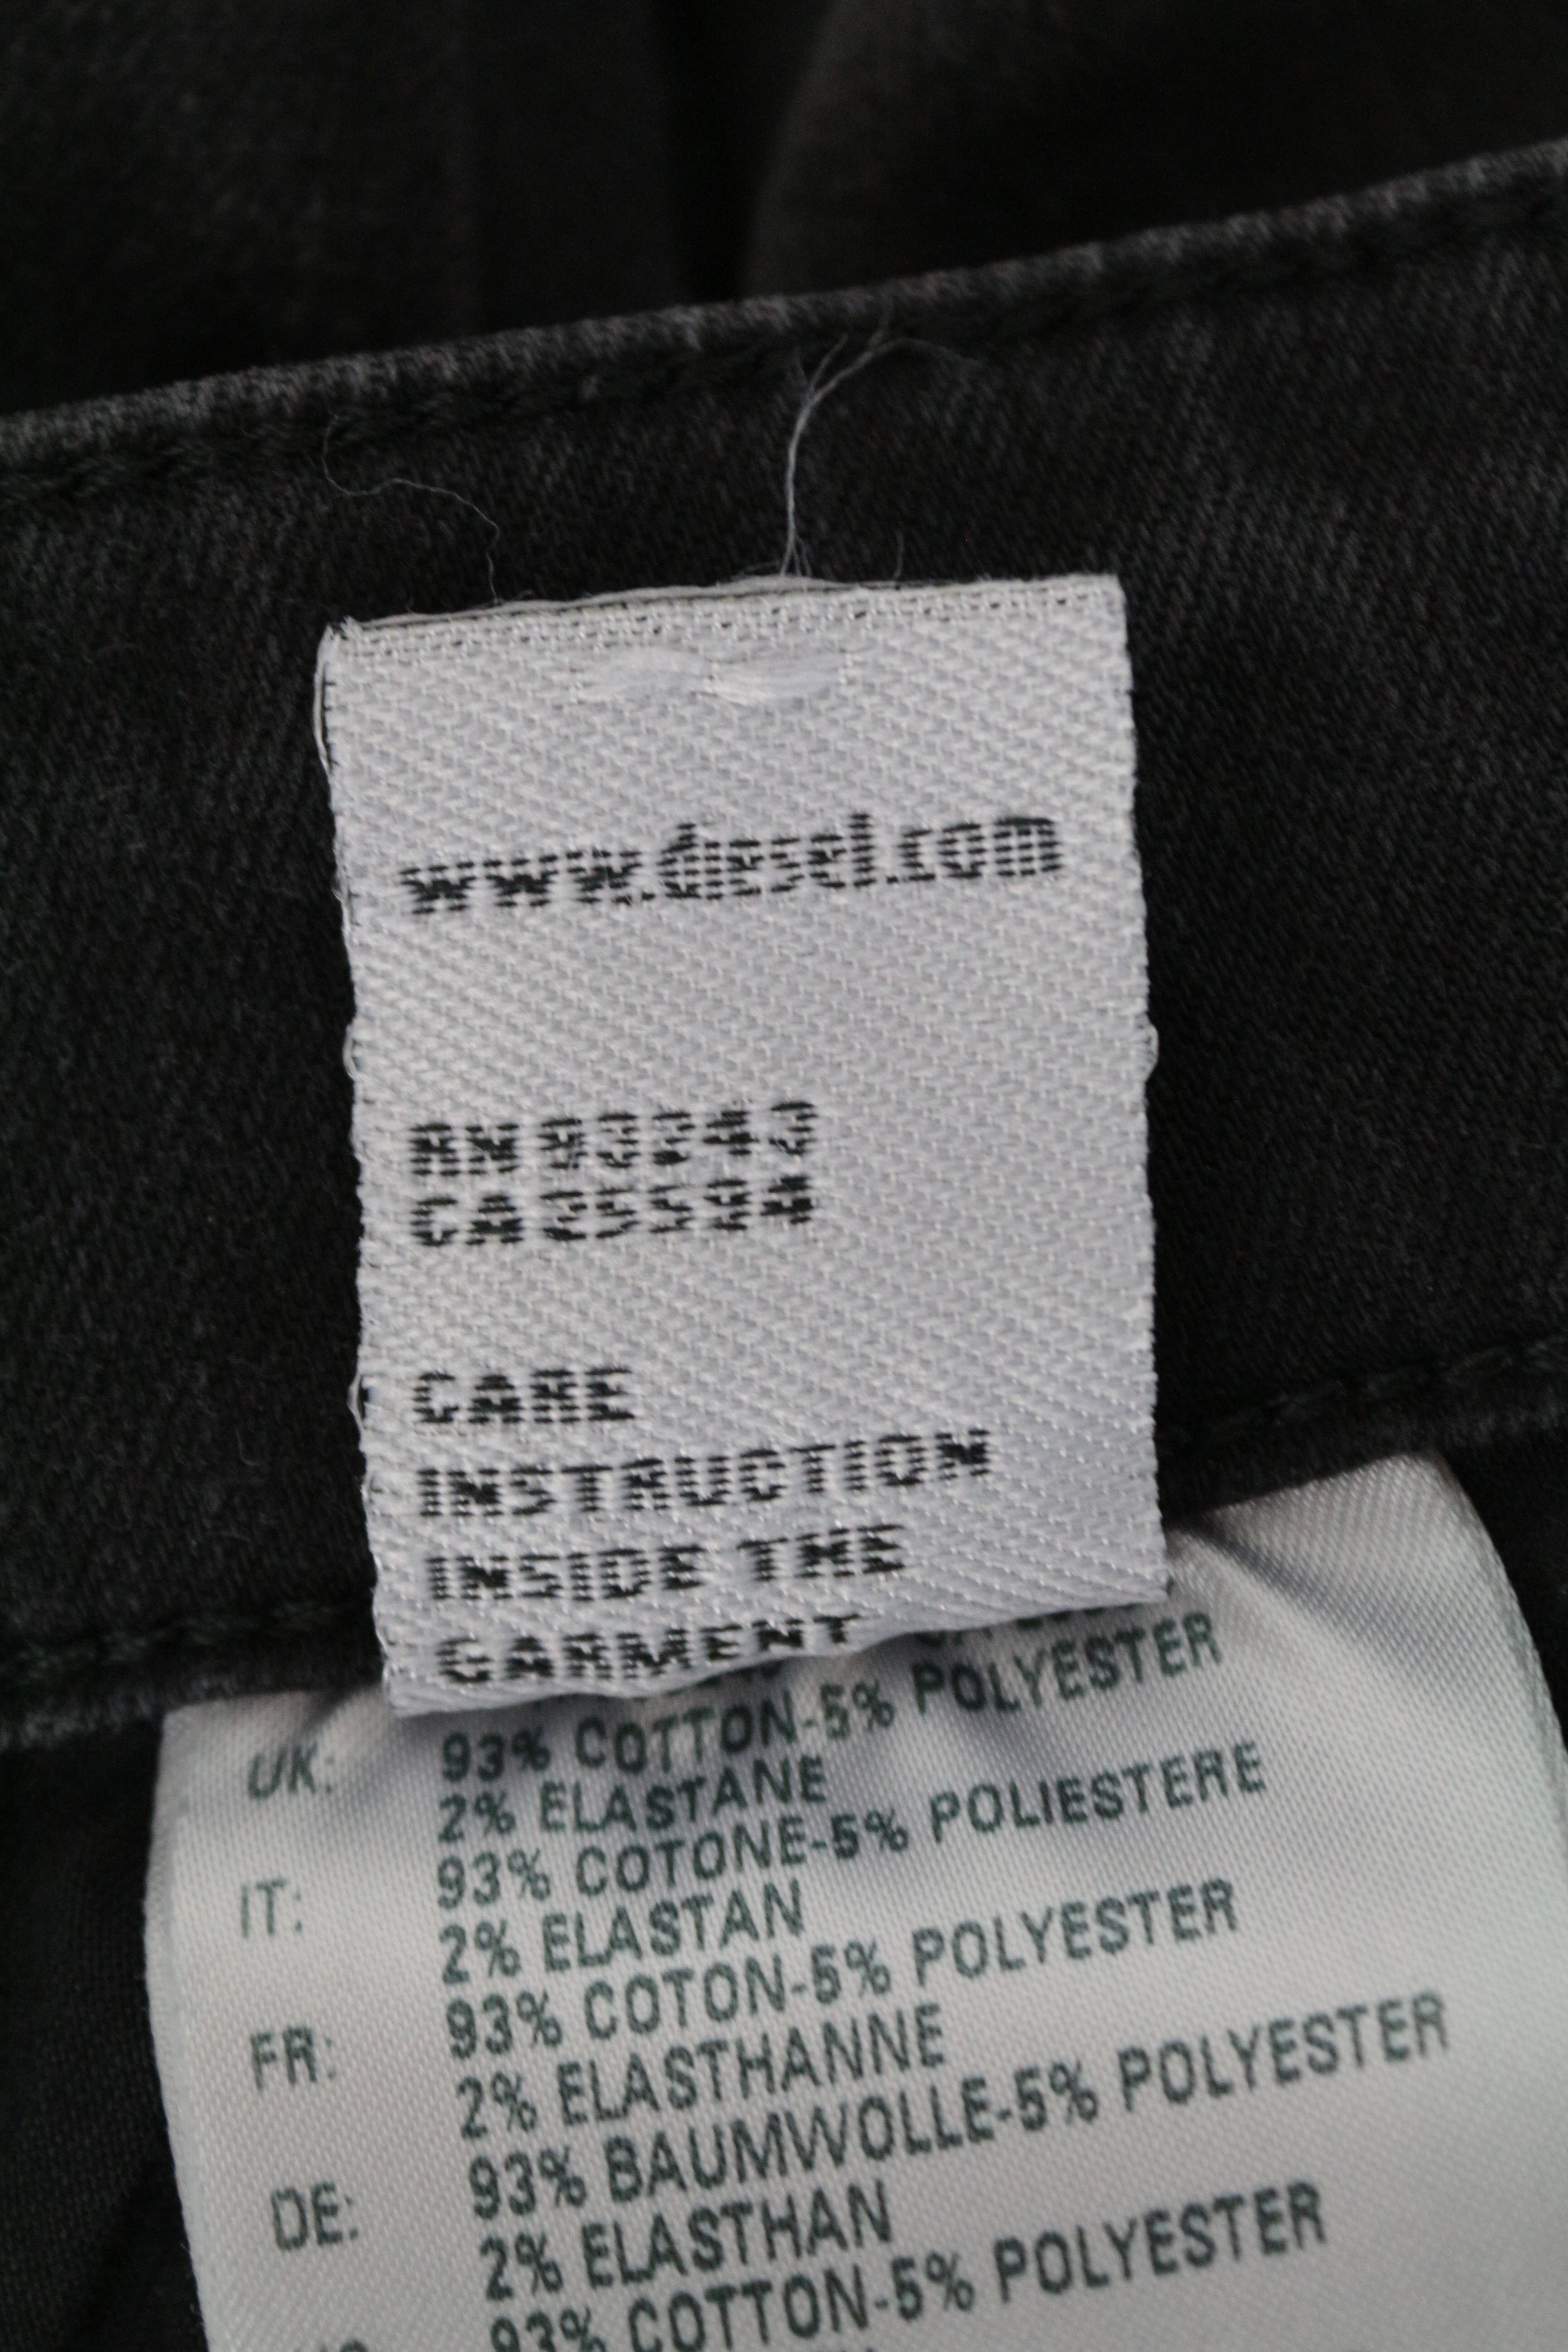 www.diesel.com
RN 93243
CA 25594
CARE
INSTRUCTION
INSIDE THE
GARMENT
UK: 93% COTTON-5% POLYESTER
2% ELASTANE
IT: 93% COTONE-5% POLIESTERE
2% ELASTAN
FR: 93% COTON-5% POLYESTER
2% ELASTHANNE
DE: 93% BAUMWOLLE-5% POLYESTER
2% ELASTHAN
93% COTTON-5% POLYESTER